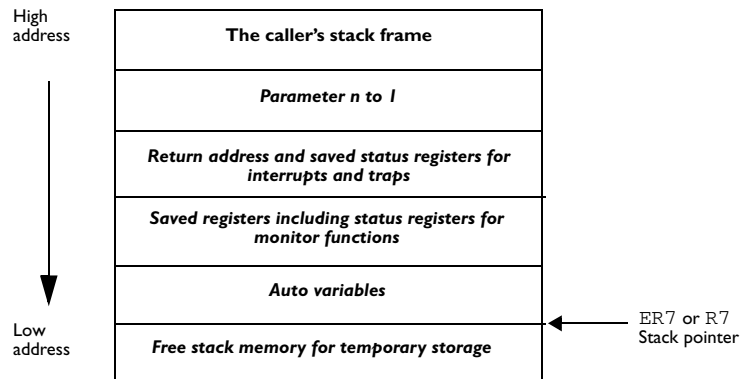 High
address
The caller's stack frame
Parameter n to 1
Return address and saved status registers for
interrupts and traps
Saved registers including status registers for
monitor functions
Auto variables
ER7 or R7
Stack pointer
Low
address
Free stack memory for temporary storage